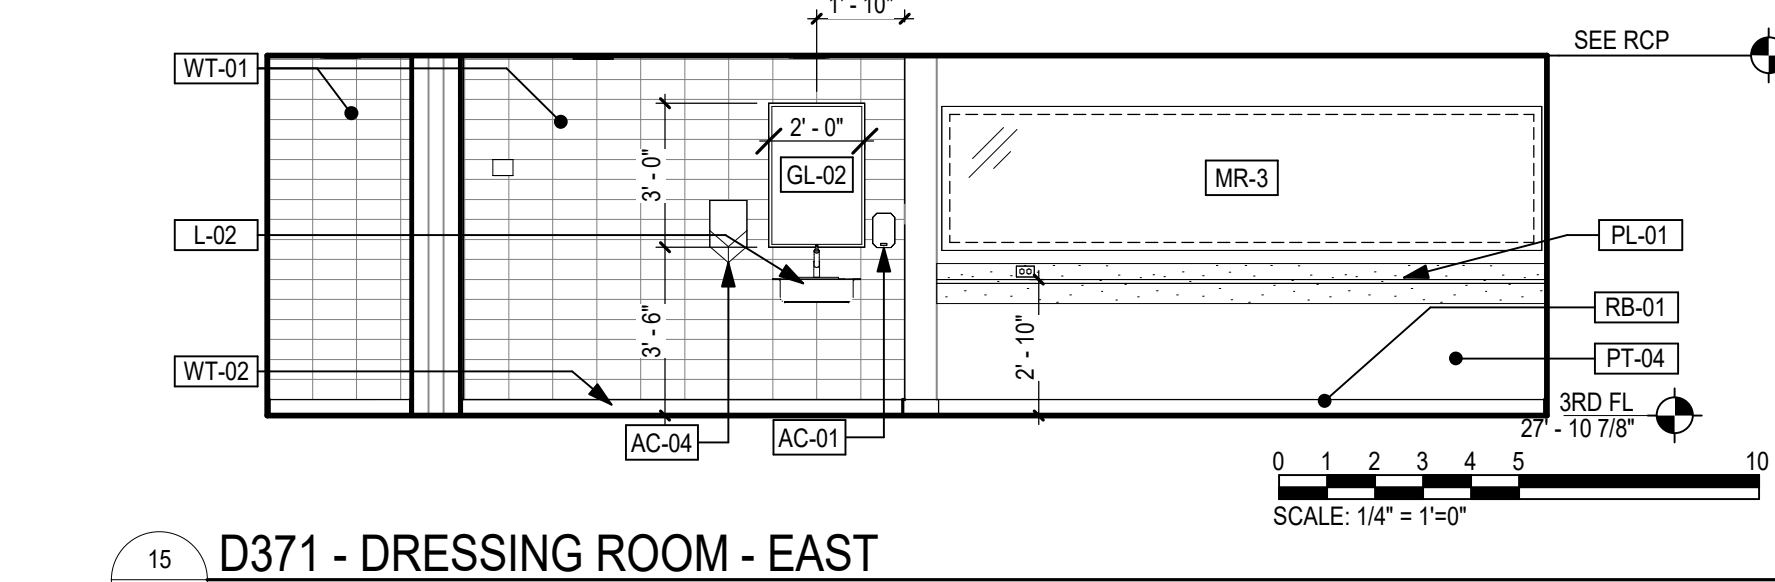 1' - 10"
SEE RCP
WT-01
2' - 0"
3' - 0"
GL-02
MR-3
L-02
PL-01
3' - 6"
2' - 10"
RB-01
PT-04
WT-02
3RD FL
27' - 10 7/8"
AC-04
AC-01
0 1 2 3 4 5 10
SCALE: 1/4" = 1'=0"
15
D371 - DRESSING ROOM - EAST